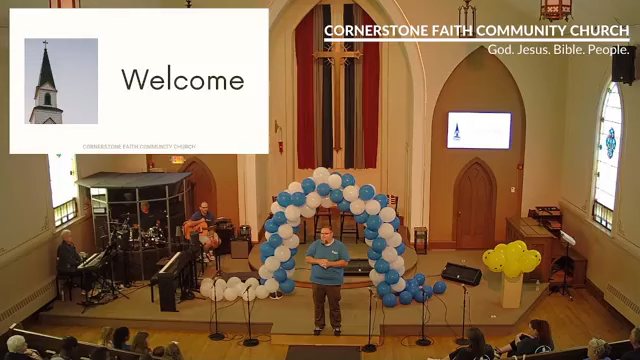 CORNERSTONE FAITH COMMUNITY CHURCH
God. Jesus. Bible. People.
Welcome
CORNERSTONE FAITH COMMUNITY CHURCH